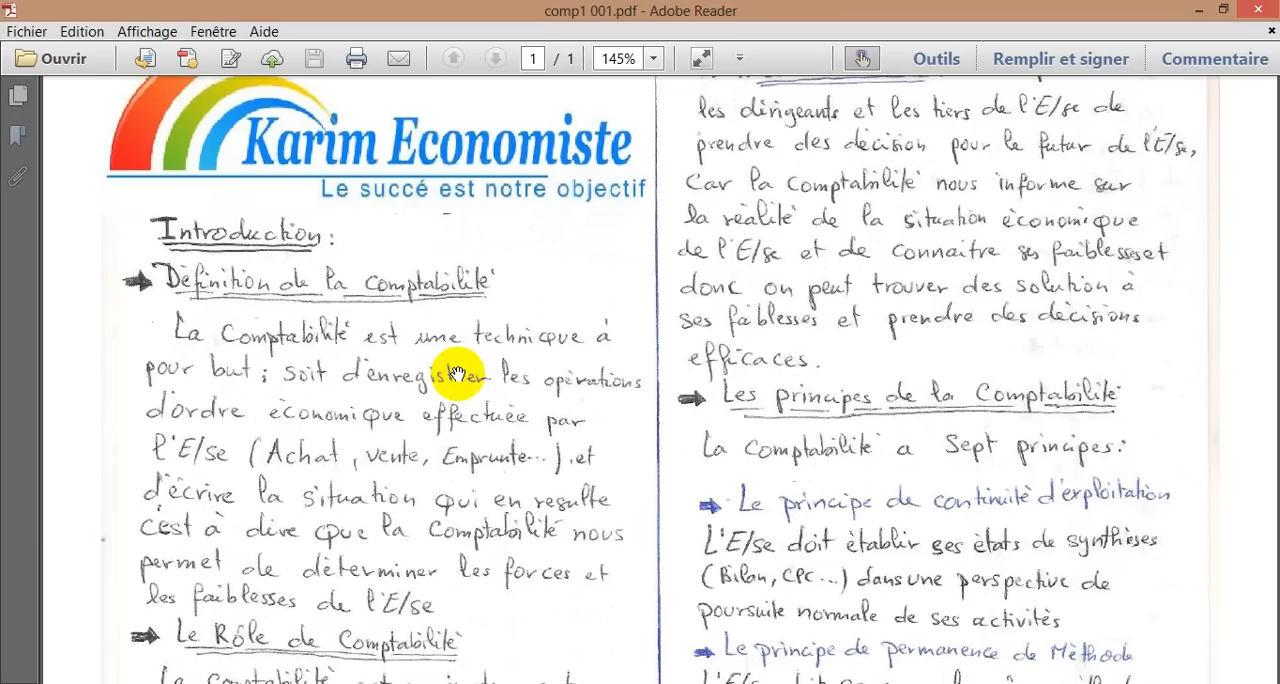 comp1 001.pdf - Adobe Reader
Fichier Edition Affichage Fenêtre Aide
Ouvrir 1 / 1 145% Outils Remplir et signer Commentaire
Karim Economiste
Le succé est notre objectif
Introduction :
Définition de la comptabilité
La Comptabilité est une technique à
pour but ; soit d'enregistrer les opérations
d'ordre économique effectuée par
l'E/se (Achat, vente, Emprunte...), et
d'écrire la situation qui en resulte
c'est à dire que la Comptabilité nous
permet de déterminer les forces et
les faiblesses de l'E/se
Le Rôle de Comptabilité
La comptabilité
les dirigeants et les tiers de l'E/se de
prendre des décision pour le futur de l'E/se,
Car la Comptabilité nous informe sur
la réalité de la situation économique
de l'E/se et de connaitre ses faiblesses et
donc on peut trouver des solution à
ses faiblesses et prendre des décisions
efficaces.
Les principes de la Comptabilité
La comptabilité a Sept principes :
Le principe de continuité d'exploitation
L'E/se doit établir ses états de synthèses
(Bilan, CPC...) dans une perspective de
poursuite normale de ses activités
Le principe de permanence de Méthode